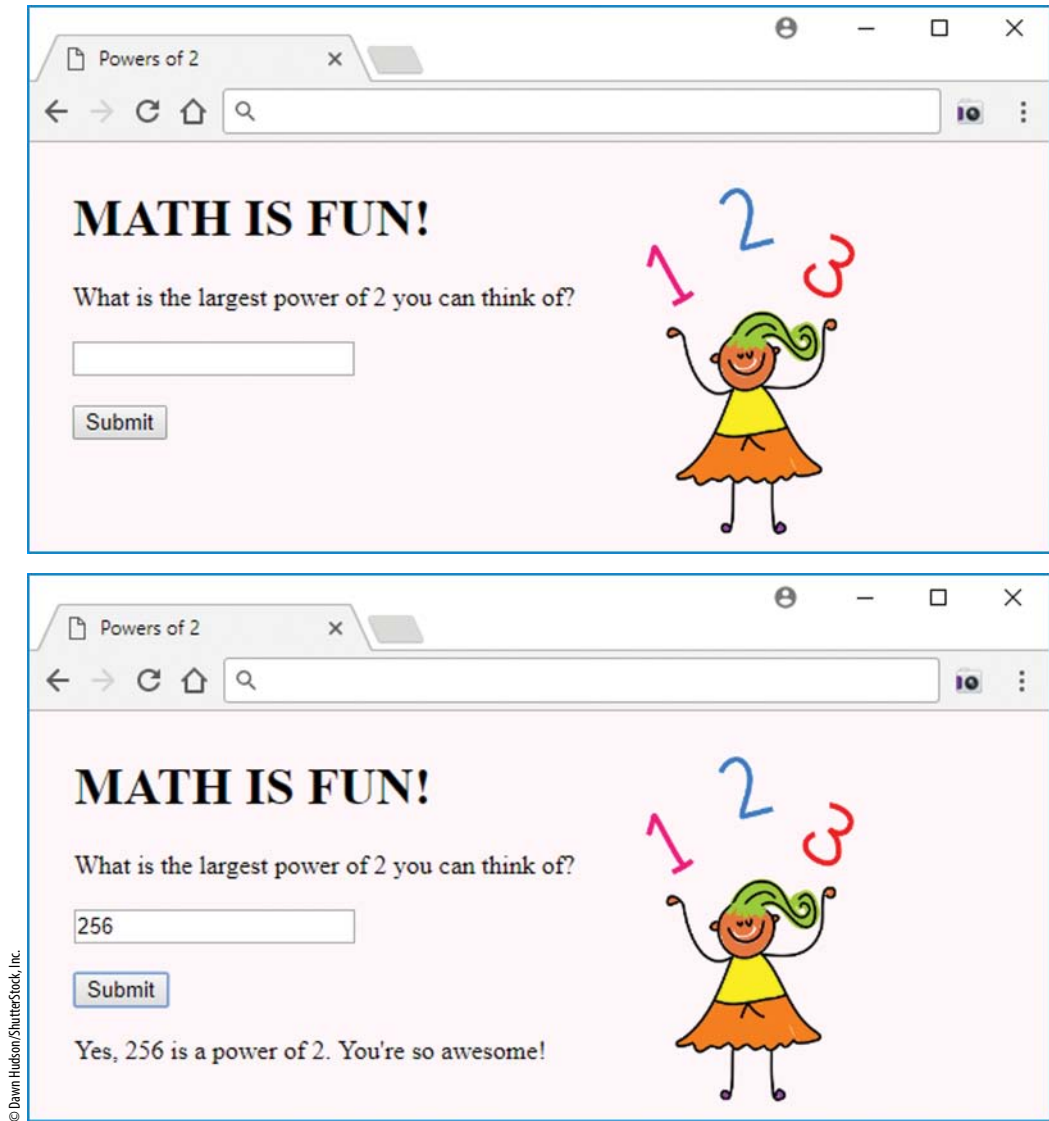 Powers of 2
MATH IS FUN!
1
2
3
What is the largest power of 2 you can think of?
Submit
Powers of 2
MATH IS FUN!
1
2
3
What is the largest power of 2 you can think of?
256
Submit
Yes, 256 is a power of 2. You're so awesome!
© Dawn Hudson/ShutterStock, Inc.